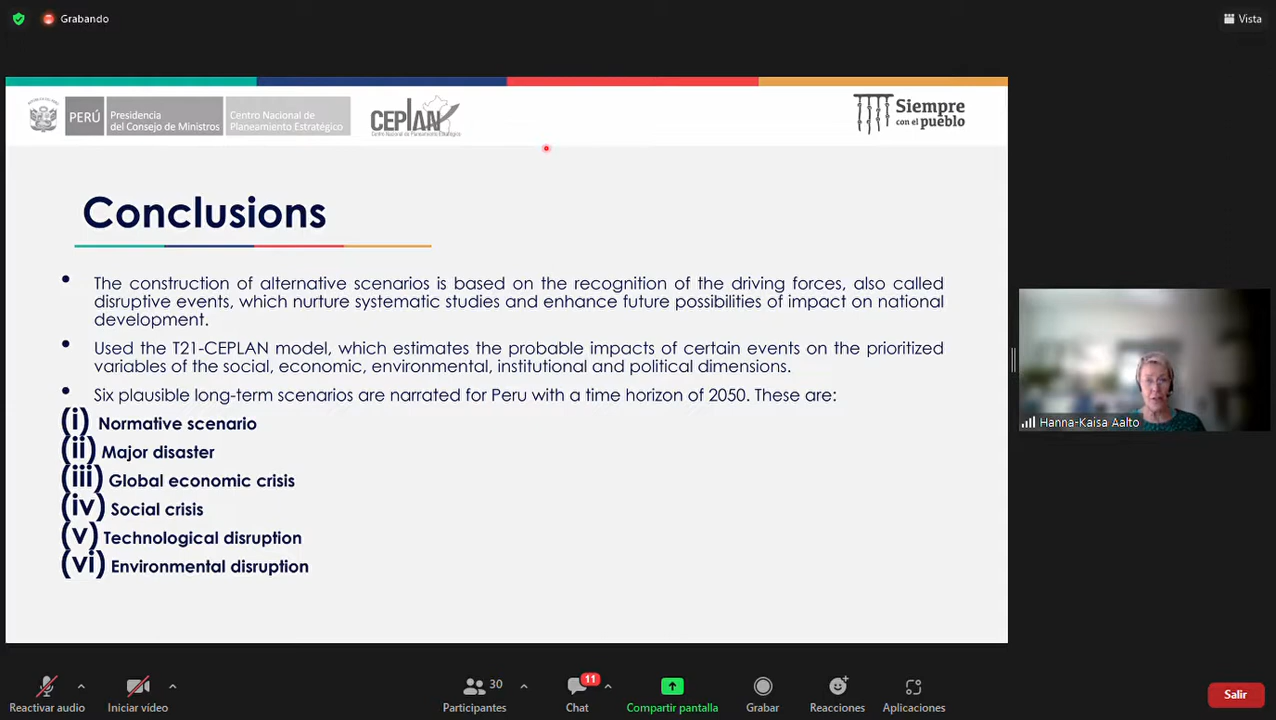 Grabando
Vista
PERÚ
Presidencia
del Consejo de Ministros
Centro Nacional de
Planeamiento Estratégico
CEPLAN
Centro Nacional de Planeamiento Estratégico
Siempre
con el pueblo
Conclusions
• The construction of alternative scenarios is based on the recognition of the driving forces, also called
disruptive events, which nurture systematic studies and enhance future possibilities of impact on national
development.
• Used the T21-CEPLAN model, which estimates the probable impacts of certain events on the prioritized
variables of the social, economic, environmental, institutional and political dimensions.
• Six plausible long-term scenarios are narrated for Peru with a time horizon of 2050. These are:
(i) Normative scenario
(ii) Major disaster
(iii) Global economic crisis
(iv) Social crisis
(v) Technological disruption
(vi) Environmental disruption
Hanna-Kaisa Aalto
Reactivar audio
Iniciar video
30
Participantes
11
Chat
Compartir pantalla
Grabar
Reacciones
Aplicaciones
Salir